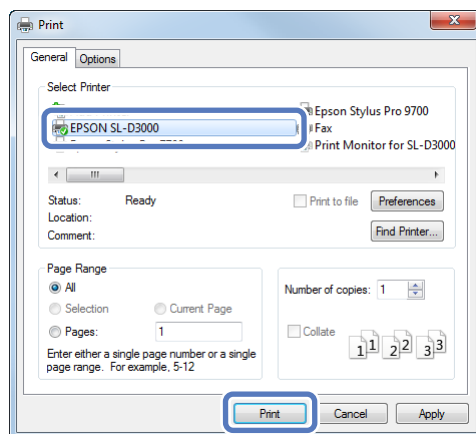 Print
General Options
Select Printer
EPSON SL-D3000
Epson Stylus Pro 9700
Fax
Print Monitor for SL-D3000
Status: Ready
Print to file
Preferences
Location:
Comment:
Find Printer...
Page Range
All
Selection
Current Page
Pages: 1
Enter either a single page number or a single
page range. For example, 5-12
Number of copies: 1
Collate
1 1 2 2 3 3
Print
Cancel
Apply